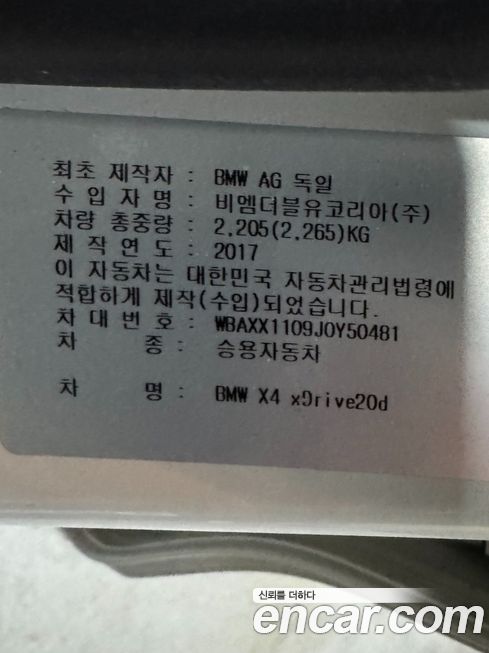 최초 제작자 : BMW AG 독일
수 입 자 명 : 비엠더블유코리아(주)
차량 총중량 : 2,205(2,265)KG
제 작 연 도 : 2017
이 자동차는 대한민국 자동차관리법령에
적합하게 제작(수입)되었습니다.
차 대 번 호 : WBAXX1109J0Y50481
차 종 : 승용자동차
차 명 : BMW X4 xDrive20d
신뢰를 더하다
encar.com